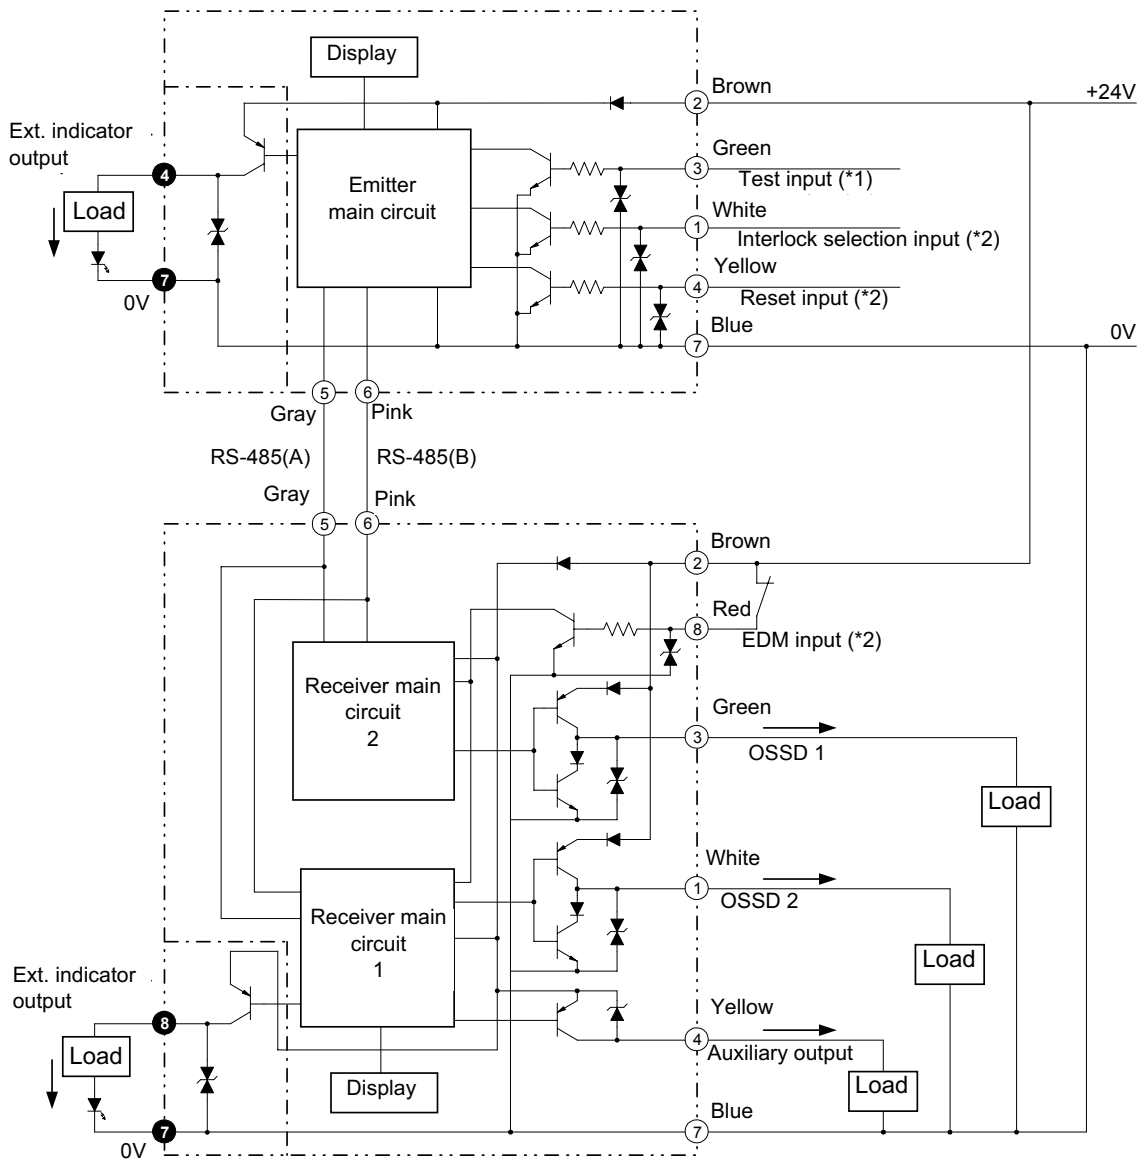 Display
Brown
2
+24V
Ext. indicator
output
4
Load
7
0V
Emitter
main circuit
Green
3
Test input (*1)
White
1
Interlock selection input (*2)
Yellow
4
Reset input (*2)
Blue
7
0V
5
6
Gray
Pink
RS-485(A)
RS-485(B)
Gray
Pink
5
6
Brown
2
Red
8
EDM input (*2)
Receiver main
circuit
2
Green
3
OSSD 1
Load
White
1
OSSD 2
Load
Receiver main
circuit
1
Ext. indicator
output
8
Load
7
0V
Yellow
4
Auxiliary output
Load
Display
Blue
7